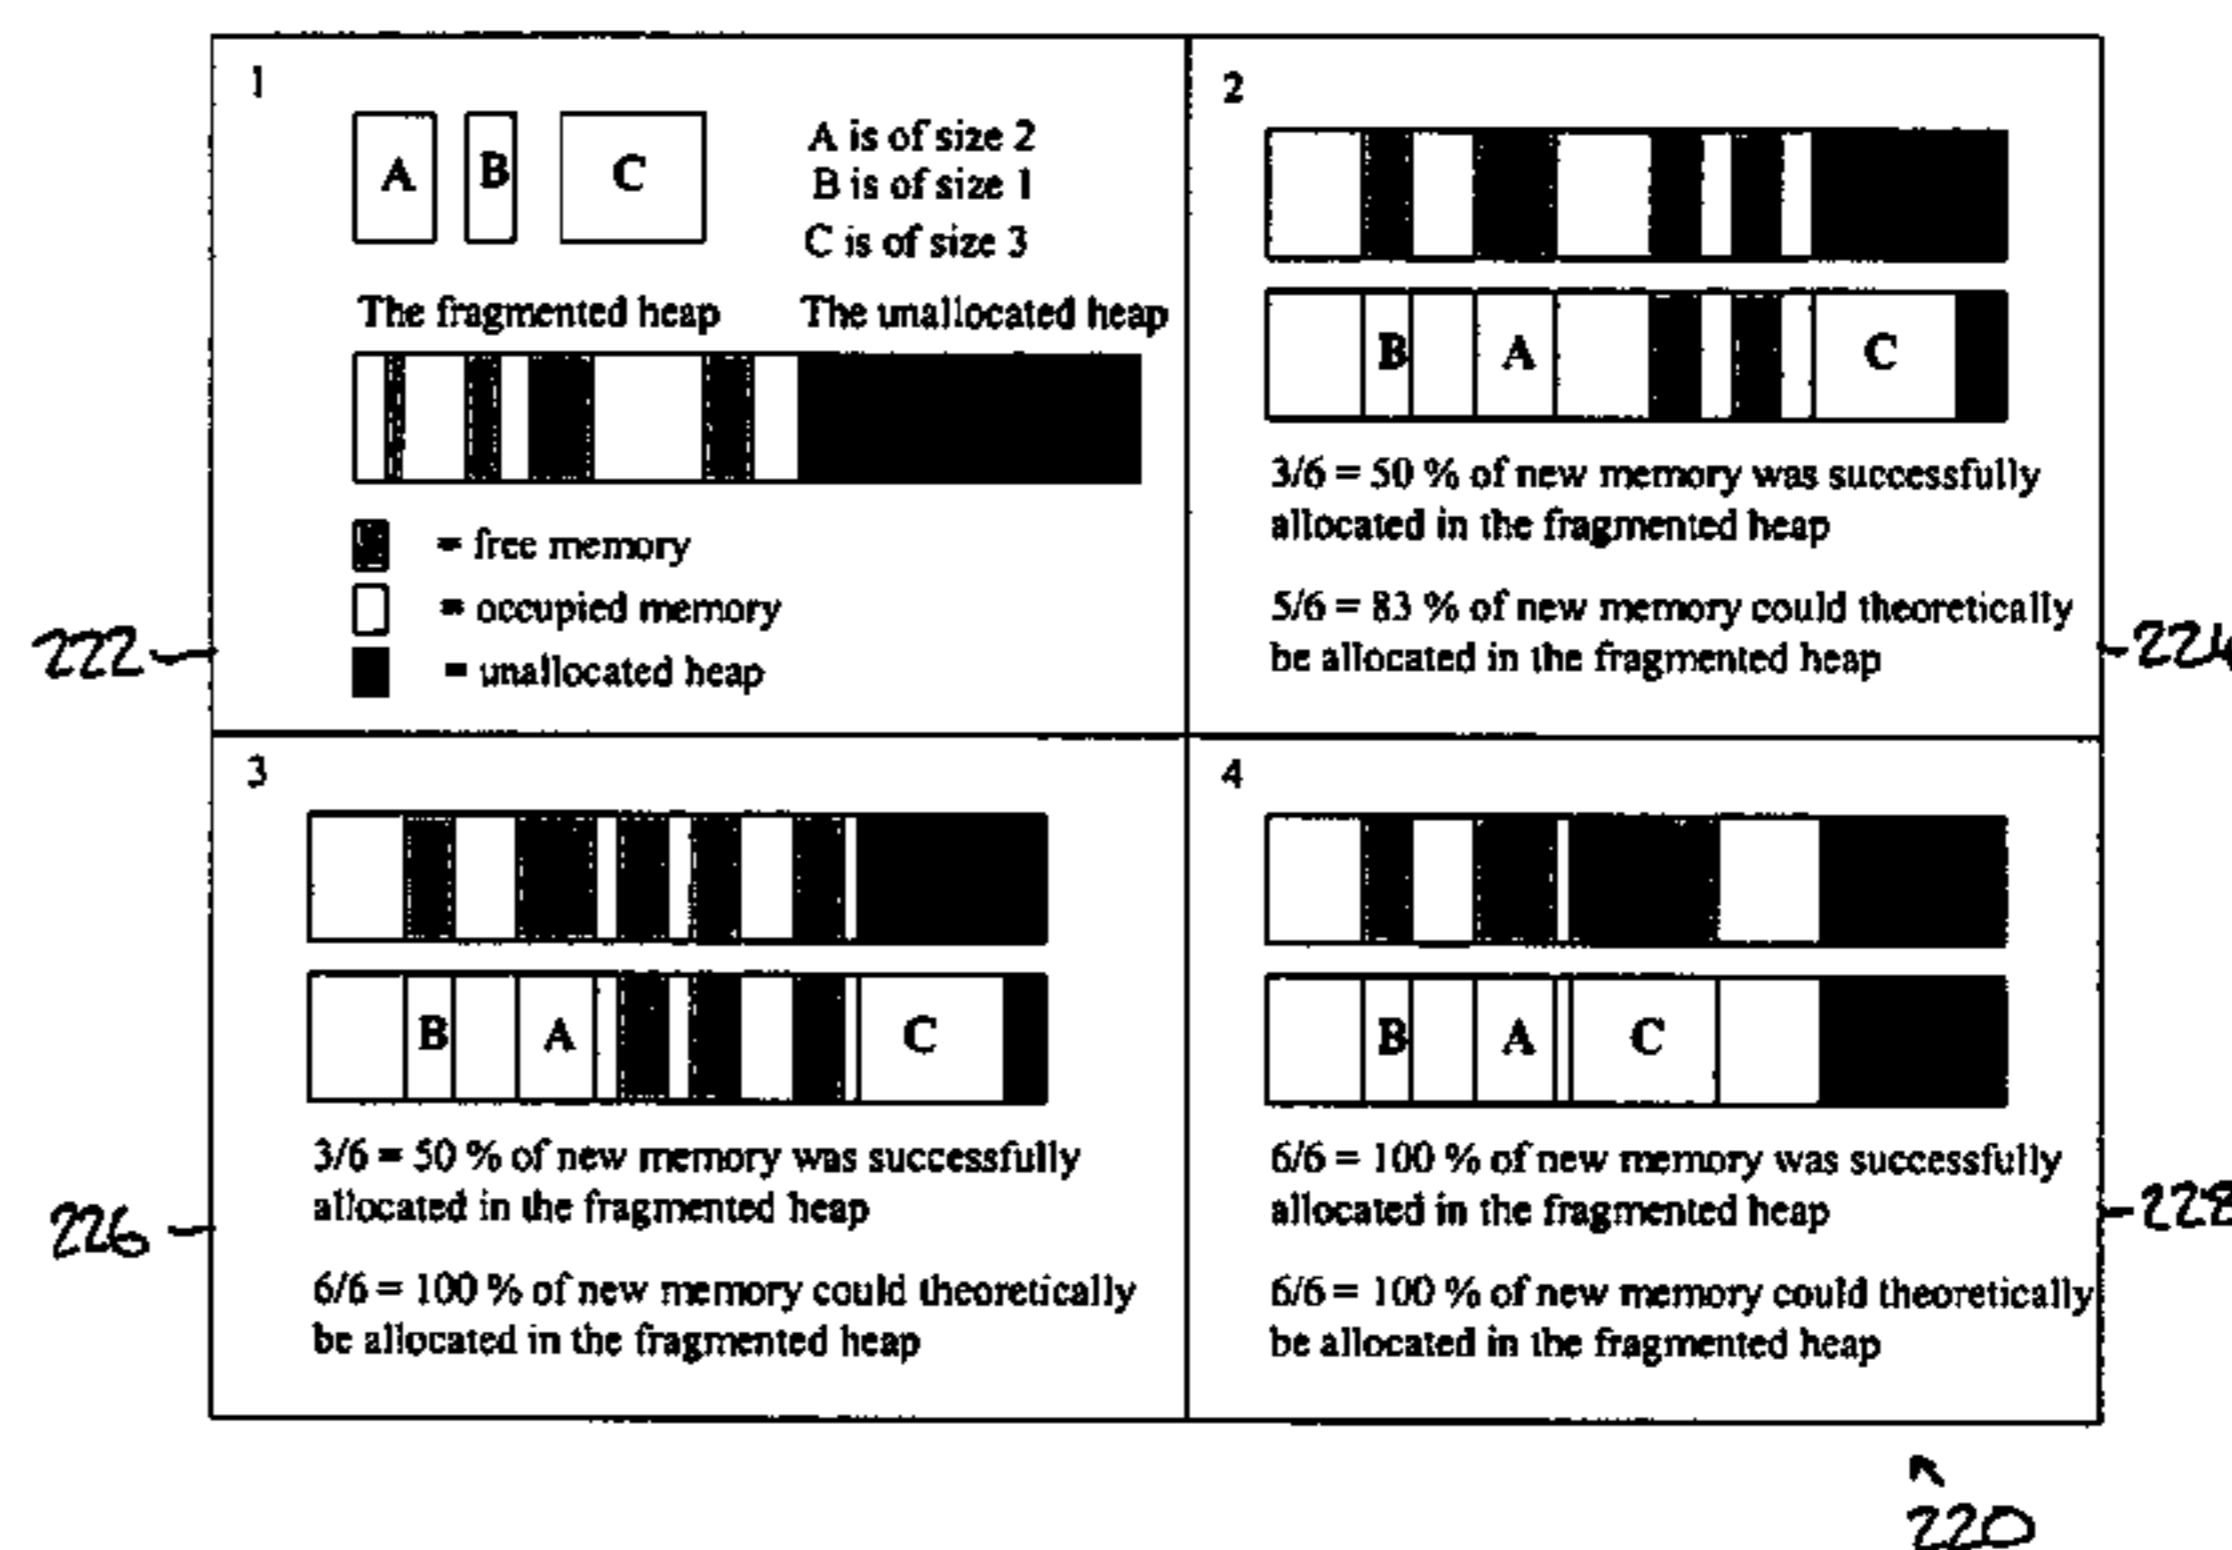 1
A
B
C
A is of size 2
B is of size 1
C is of size 3
The fragmented heap
The unallocated heap
= free memory
= occupied memory
= unallocated heap
222
2
B
A
C
3/6 = 50 % of new memory was successfully
allocated in the fragmented heap
5/6 = 83 % of new memory could theoretically
be allocated in the fragmented heap
224
3
B
A
C
3/6 = 50 % of new memory was successfully
allocated in the fragmented heap
6/6 = 100 % of new memory could theoretically
be allocated in the fragmented heap
226
4
B
A
C
6/6 = 100 % of new memory was successfully
allocated in the fragmented heap
6/6 = 100 % of new memory could theoretically
be allocated in the fragmented heap
228
220